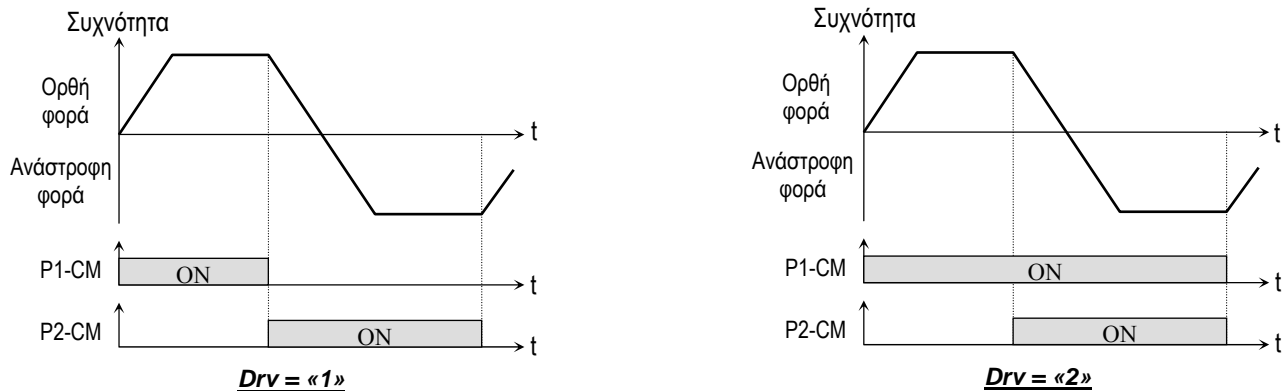 Συχνότητα
Ορθή
φορά
t
Ανάστροφη
φορά
P1-CM
ON
t
P2-CM
ON
t
Drv = «1»
Συχνότητα
Ορθή
φορά
t
Ανάστροφη
φορά
P1-CM
ON
t
P2-CM
ON
t
Drv = «2»